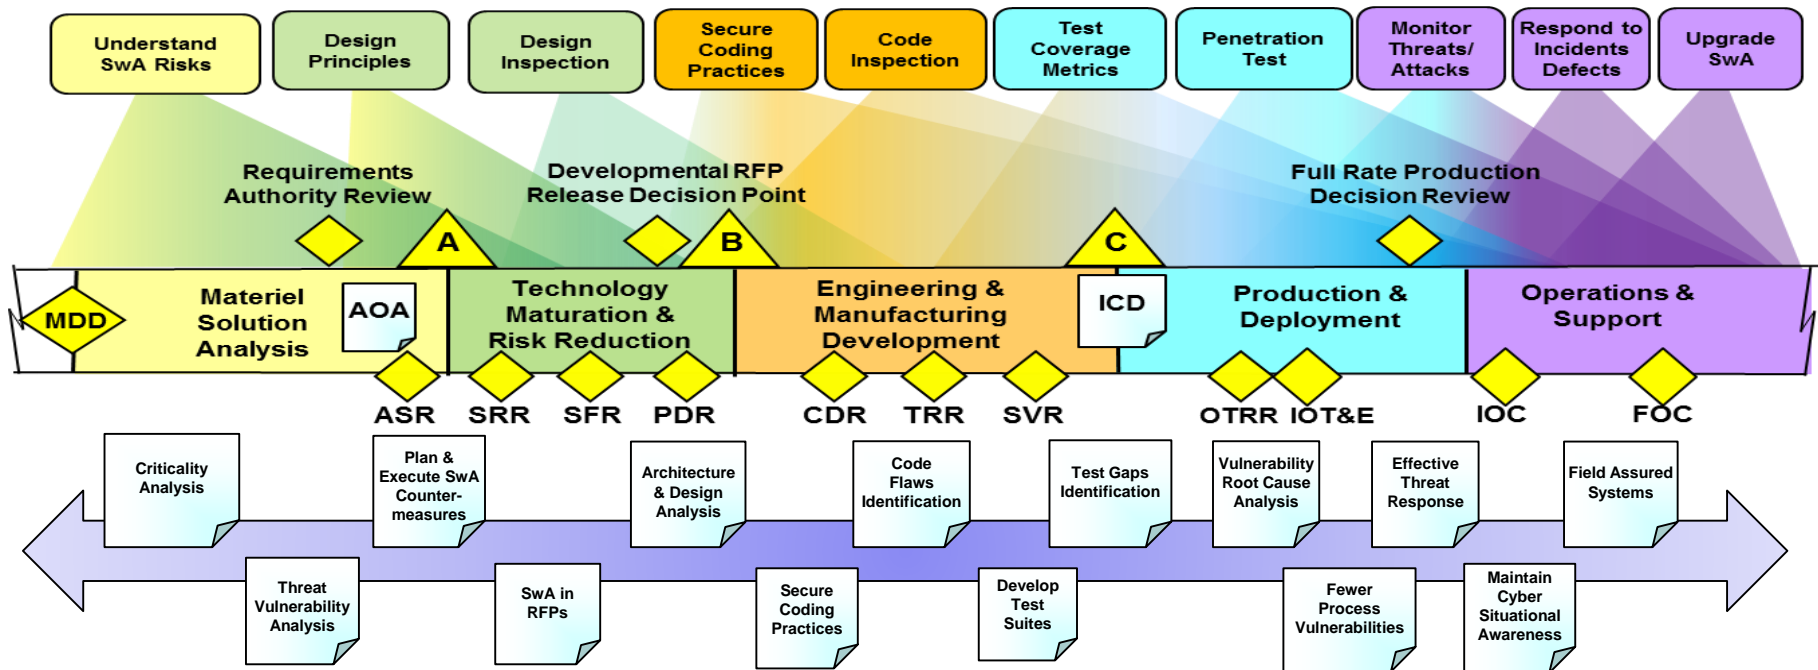 Understand
SwA Risks
Design
Principles
Design
Inspection
Secure
Coding
Practices
Code
Inspection
Test
Coverage
Metrics
Penetration
Test
Monitor
Threats/
Attacks
Respond to
Incidents
Defects
Upgrade
SwA
Requirements
Authority Review
Developmental RFP
Release Decision Point
Full Rate Production
Decision Review
A
B
C
MDD
Materiel
Solution
Analysis
AOA
Technology
Maturation &
Risk Reduction
Engineering &
Manufacturing
Development
ICD
Production &
Deployment
Operations &
Support
ASR
SRR
SFR
PDR
CDR
TRR
SVR
OTRR
IOT&E
IOC
FOC
Criticality
Analysis
Plan &
Execute SwA
Counter-
measures
Architecture
& Design
Analysis
Code
Flaws
Identification
Test Gaps
Identification
Vulnerability
Root Cause
Analysis
Effective
Threat
Response
Field Assured
Systems
Threat
Vulnerability
Analysis
SwA in
RFPs
Secure
Coding
Practices
Develop
Test
Suites
Fewer
Process
Vulnerabilities
Maintain
Cyber
Situational
Awareness